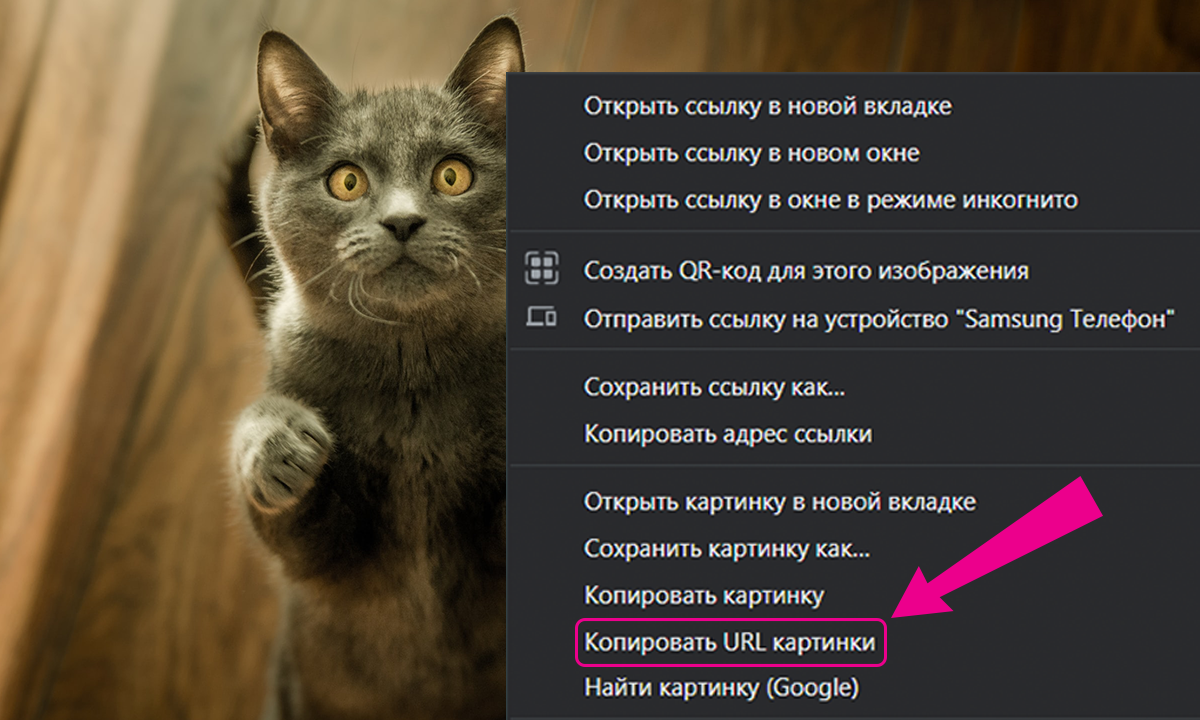 Открыть ссылку в новой вкладке
Открыть ссылку в новом окне
Открыть ссылку в окне в режиме инкогнито
Создать QR-код для этого изображения
Отправить ссылку на устройство "Samsung Телефон"
Сохранить ссылку как...
Копировать адрес ссылки
Открыть картинку в новой вкладке
Сохранить картинку как...
Копировать картинку
Копировать URL картинки
Найти картинку (Google)